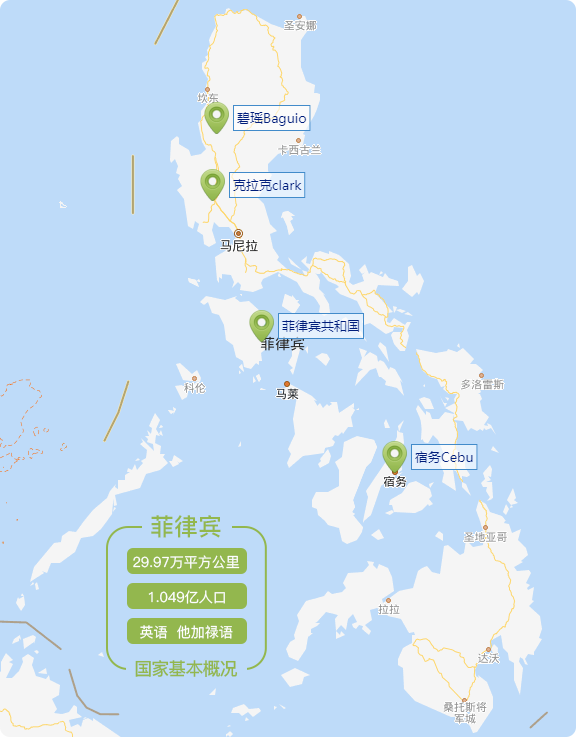 圣安娜
坎东
碧瑶Baguio
卡西古兰
克拉克clark
马尼拉
菲律宾共和国
菲律宾
科伦
马莱
多洛雷斯
宿务Cebu
宿务
菲律宾
29.97万平方公里
1.049亿人口
英语 他加禄语
国家基本概况
圣地亚哥
拉拉
达沃
桑托斯将
军城